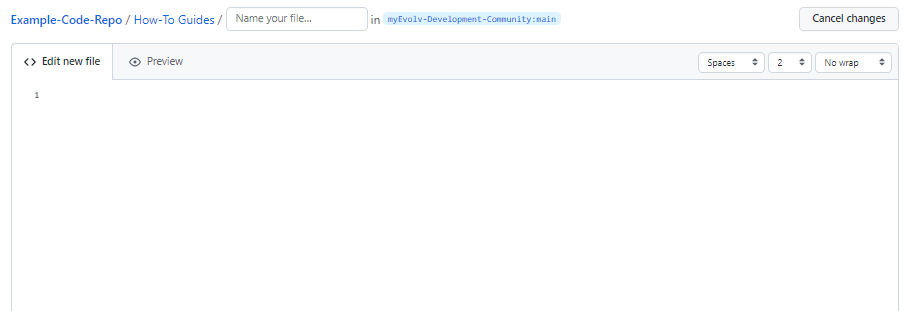 Example-Code-Repo / How-To Guides / Name your file... in myEvolv-Development-Community:main Cancel changes
<> Edit new file Preview Spaces 2 No wrap
1